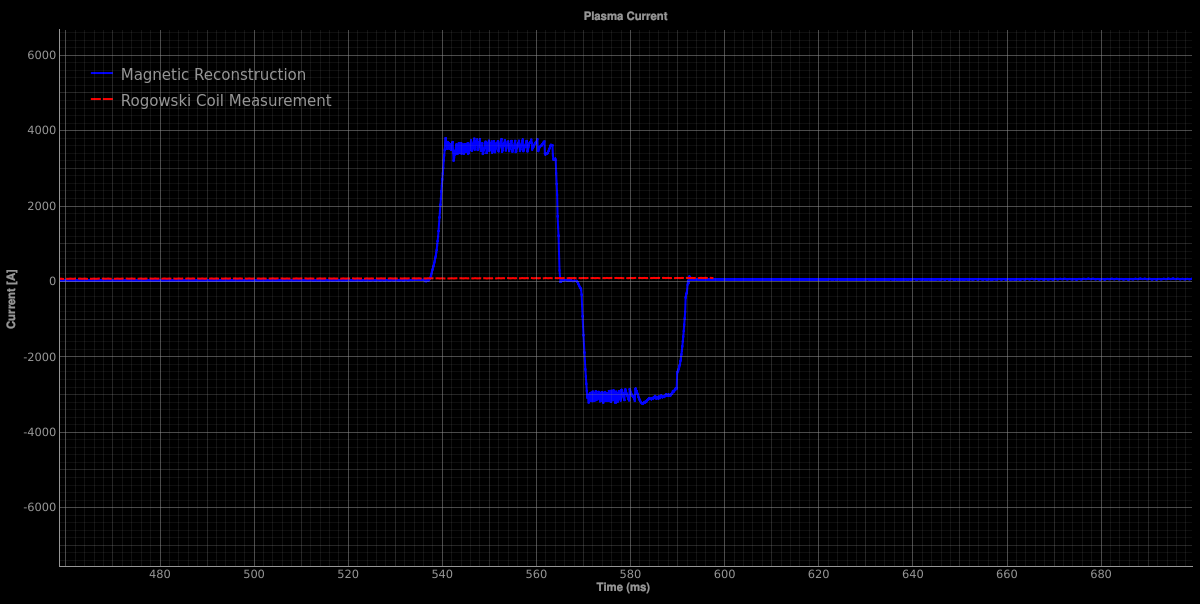 Plasma Current
Magnetic Reconstruction
Rogowski Coil Measurement
Current [A]
6000
4000
2000
0
-2000
-4000
-6000
480 500 520 540 560 580 600 620 640 660 680
Time (ms)